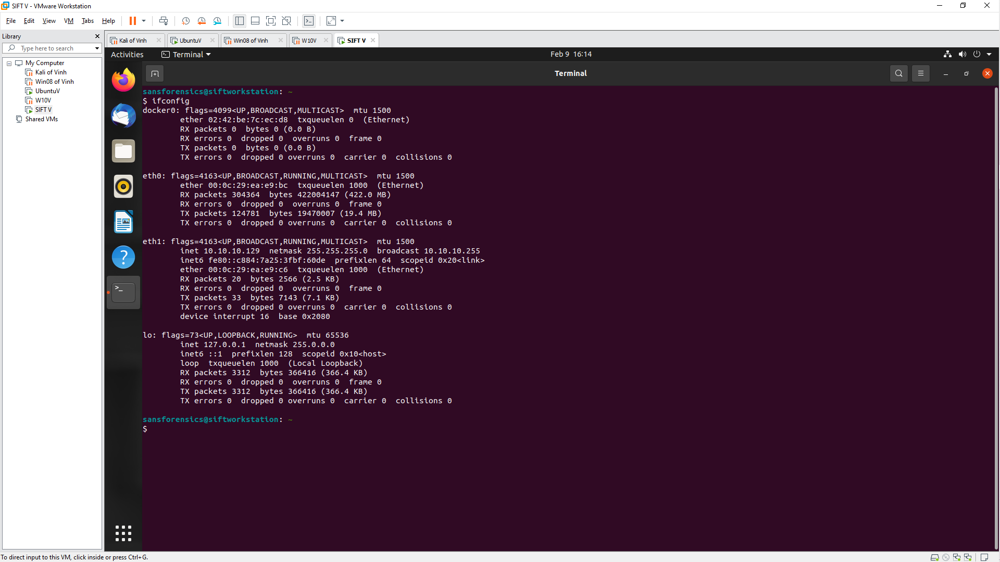 SIFT V - VMware Workstation
File Edit View VM Tabs Help
Library
Type here to search
My Computer
Kali of Vinh
Win08 of Vinh
UbuntuV
W10V
SIFT V
Shared VMs
Kali of Vinh UbuntuV Win08 of Vinh W10V SIFT V
Activities Terminal Feb 9 16:14
Terminal
sansforensics@siftworkstation: ~
$ ifconfig
docker0: flags=4099<UP,BROADCAST,MULTICAST>  mtu 1500
        ether 02:42:be:7c:ec:d8  txqueuelen 0  (Ethernet)
        RX packets 0  bytes 0 (0.0 B)
        RX errors 0  dropped 0  overruns 0  frame 0
        TX packets 0  bytes 0 (0.0 B)
        TX errors 0  dropped 0 overruns 0  carrier 0  collisions 0
eth0: flags=4163<UP,BROADCAST,RUNNING,MULTICAST>  mtu 1500
        ether 00:0c:29:ea:e9:bc  txqueuelen 1000  (Ethernet)
        RX packets 304364  bytes 422004147 (422.0 MB)
        RX errors 0  dropped 0  overruns 0  frame 0
        TX packets 124781  bytes 19470007 (19.4 MB)
        TX errors 0  dropped 0 overruns 0  carrier 0  collisions 0
eth1: flags=4163<UP,BROADCAST,RUNNING,MULTICAST>  mtu 1500
        inet 10.10.10.129  netmask 255.255.255.0  broadcast 10.10.10.255
        inet6 fe80::c884:7a25:3fbf:60de  prefixlen 64  scopeid 0x20<link>
        ether 00:0c:29:ea:e9:c6  txqueuelen 1000  (Ethernet)
        RX packets 20  bytes 2566 (2.5 KB)
        RX errors 0  dropped 0  overruns 0  frame 0
        TX packets 33  bytes 7143 (7.1 KB)
        TX errors 0  dropped 0 overruns 0  carrier 0  collisions 0
        device interrupt 16  base 0x2080
lo: flags=73<UP,LOOPBACK,RUNNING>  mtu 65536
        inet 127.0.0.1  netmask 255.0.0.0
        inet6 ::1  prefixlen 128  scopeid 0x10<host>
        loop  txqueuelen 1000  (Local Loopback)
        RX packets 3312  bytes 366416 (366.4 KB)
        RX errors 0  dropped 0  overruns 0  frame 0
        TX packets 3312  bytes 366416 (366.4 KB)
        TX errors 0  dropped 0 overruns 0  carrier 0  collisions 0
sansforensics@siftworkstation: ~
$
To direct input to this VM, click inside or press Ctrl+G.